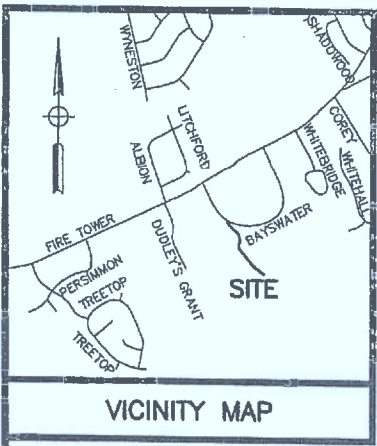 WYNESTON
SHADOWOOD
LITCHFORD
ALBION
COREY
WHITEBRIDGE
WHITEHALL
FIRE TOWER
DUDLEY'S GRANT
BAYSWATER
PERSIMMON
TREETOP
TREETOP
SITE
VICINITY MAP